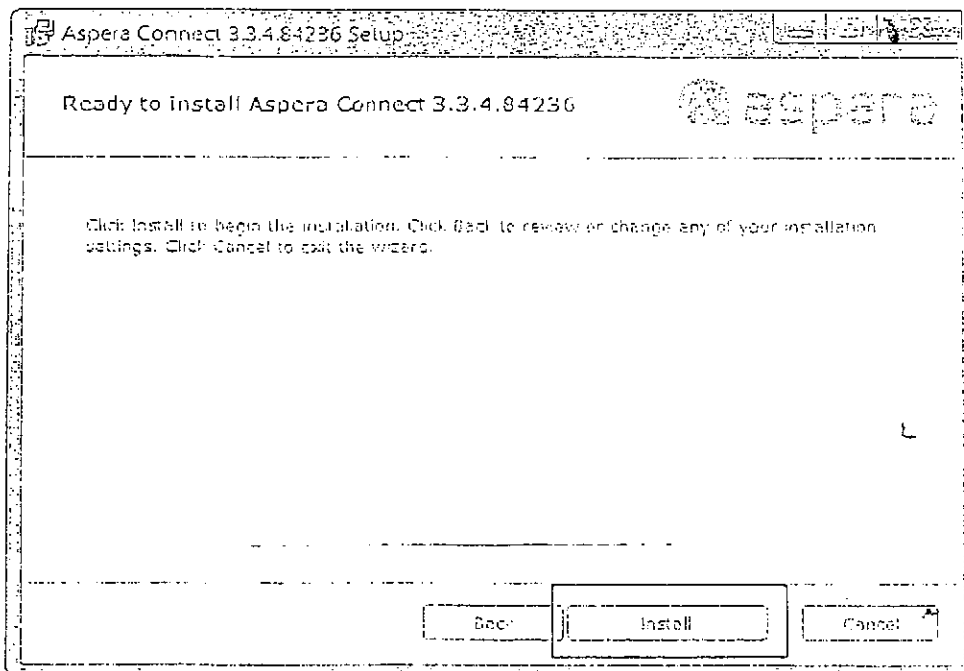 Aspera Connect 3.3.4.84236 Setup
Ready to install Aspera Connect 3.3.4.84236
aspera
Click Install to begin the installation. Click Back to review or change any of your installation
settings. Click Cancel to exit the wizard.
Back
Install
Cancel